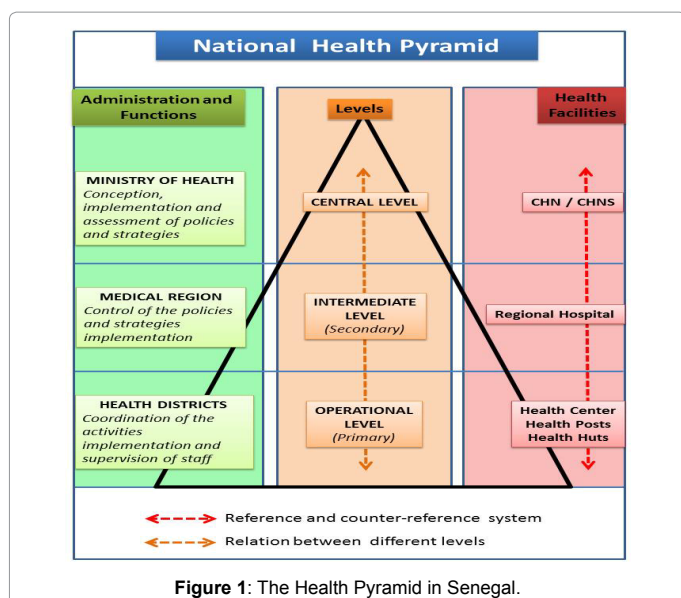 National Health Pyramid
Administration and
Functions
Levels
Health
Facilities
MINISTRY OF HEALTH
Conception,
implementation and
assessment of policies
and strategies
CENTRAL LEVEL
CHN / CHNS
MEDICAL REGION
Control of the policies
and strategies
implementation
INTERMEDIATE
LEVEL
(Secondary)
Regional Hospital
HEALTH DISTRICTS
Coordination of the
activities
implementation and
supervision of staff
OPERATIONAL
LEVEL
(Primary)
Health Center
Health Posts
Health Huts
Reference and counter-reference system
Relation between different levels
Figure 1: The Health Pyramid in Senegal.